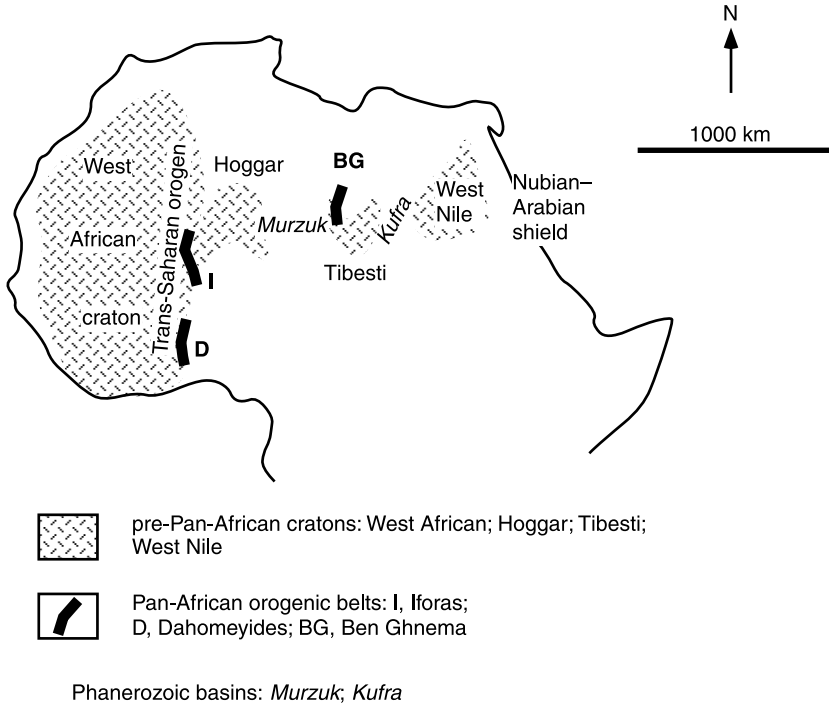 N
1000 km
West
African
craton
Trans-Saharan orogen
Hoggar
BG
Murzuk
Kufra
West
Nile
Nubian–
Arabian
shield
Tibesti
I
D
pre-Pan-African cratons: West African; Hoggar; Tibesti;
West Nile
Pan-African orogenic belts: I, Iforas;
D, Dahomeyides; BG, Ben Ghnema
Phanerozoic basins: Murzuk; Kufra